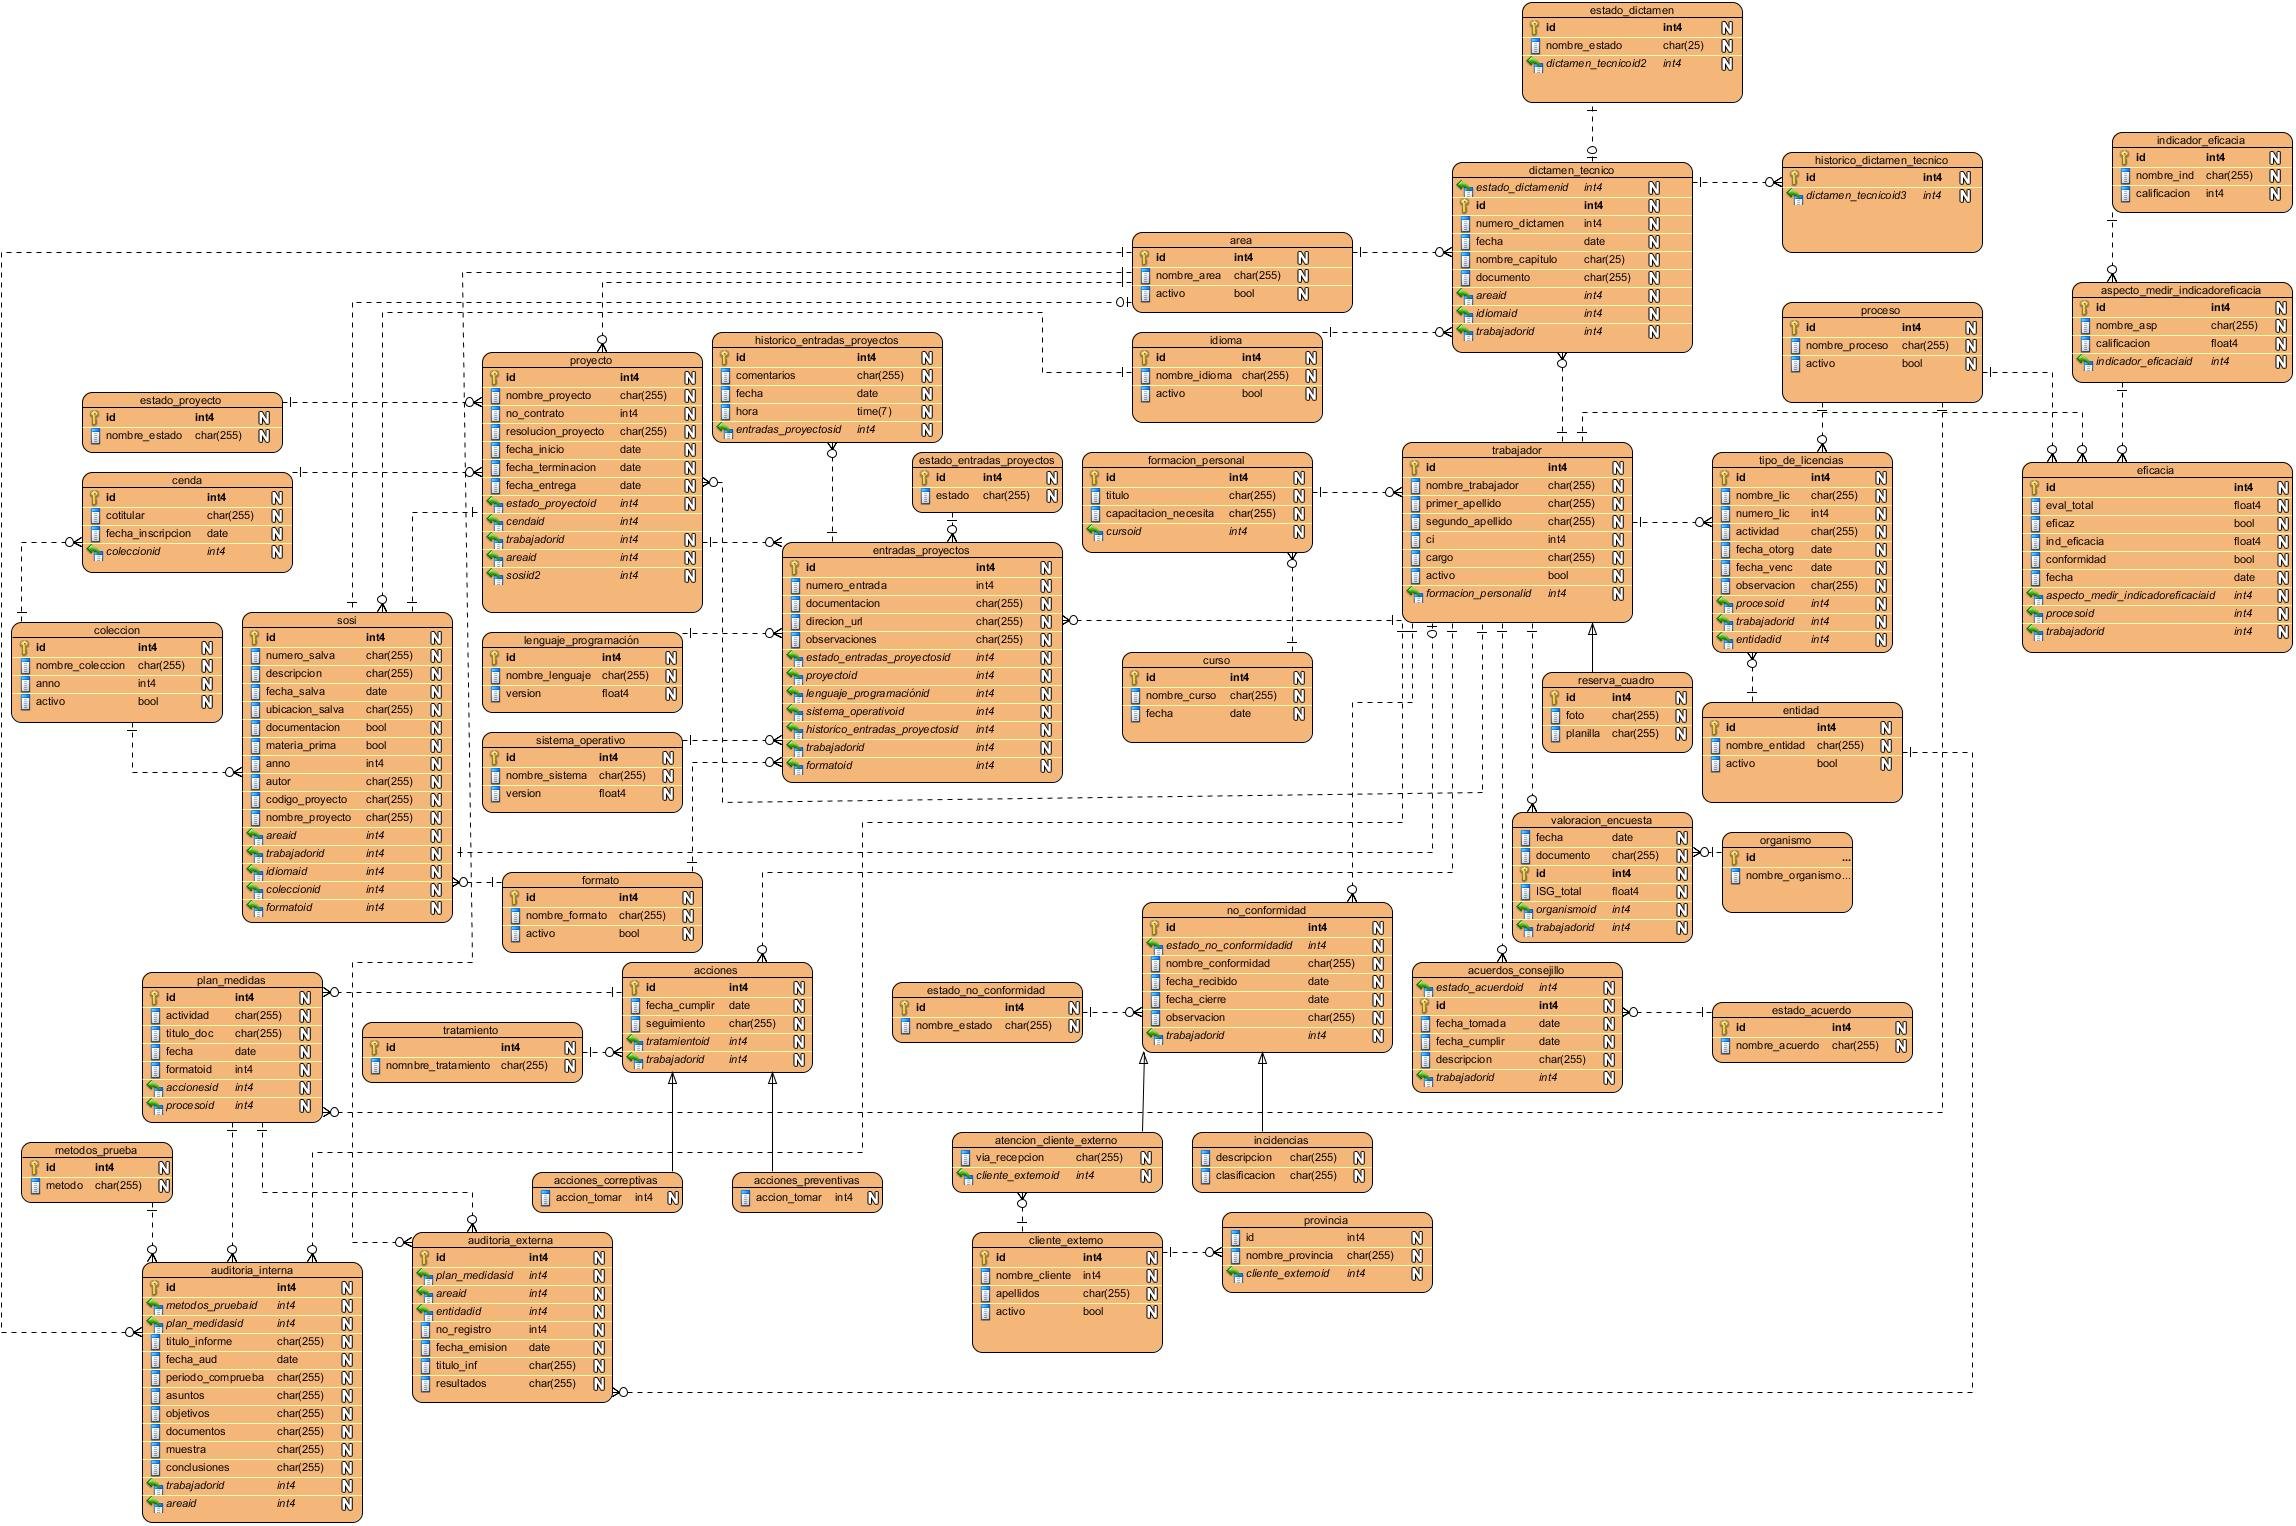 estado_dictamen
id int4 N
nombre_estado char(25) N
dictamen_tecnicoid2 int4 N
indicador_eficacia
id int4 N
nombre_ind char(255) N
calificacion int4 N
historico_dictamen_tecnico
id int4 N
dictamen_tecnicoid3 int4 N
dictamen_tecnico
estado_dictamenid int4 N
id int4 N
numero_dictamen int4 N
fecha date N
nombre_capitulo char(25) N
documento char(255) N
areaid int4 N
idiomaid int4 N
trabajadorid int4 N
area
id int4 N
nombre_area char(255) N
activo bool N
aspecto_medir_indicadoreficacia
id int4 N
nombre_asp char(255) N
calificacion float4 N
indicador_eficaciaid int4 N
proceso
id int4 N
nombre_proceso char(255) N
activo bool N
idioma
id int4 N
nombre_idioma char(255) N
activo bool N
historico_entradas_proyectos
id int4 N
comentarios char(255) N
fecha date N
hora time(7) N
entradas_proyectosid int4 N
proyecto
id int4 N
nombre_proyecto char(255) N
no_contrato int4 N
resolucion_proyecto char(255) N
fecha_inicio date N
fecha_terminacion date N
fecha_entrega date N
estado_proyectoid int4 N
cendaid int4
trabajadorid int4 N
areaid int4 N
sosiid2 int4 N
estado_proyecto
id int4 N
nombre_estado char(255) N
cenda
id int4 N
cotitular char(255) N
fecha_inscripcion date N
coleccionid int4 N
estado_entradas_proyectos
id int4 N
estado char(255) N
formacion_personal
id int4 N
titulo char(255) N
capacitacion_necesita char(255) N
cursoid int4 N
trabajador
id int4 N
nombre_trabajador char(255) N
primer_apellido char(255) N
segundo_apellido char(255) N
ci int4 N
cargo char(255) N
activo bool N
formacion_personalid int4 N
tipo_de_licencias
id int4 N
nombre_lic char(255) N
numero_lic int4 N
actividad char(255) N
fecha_otorg date N
fecha_venc date N
observacion char(255) N
procesoid int4 N
trabajadorid int4 N
entidadid int4 N
eficacia
id int4 N
eval_total float4 N
eficaz bool N
ind_eficacia float4 N
conformidad bool N
fecha date N
aspecto_medir_indicadoreficaciaid int4 N
procesoid int4 N
trabajadorid int4 N
entradas_proyectos
id int4 N
numero_entrada int4 N
documentacion char(255) N
direcion_url char(255) N
observaciones char(255) N
estado_entradas_proyectosid int4 N
proyectoid int4 N
lenguaje_programaciónid int4 N
sistema_operativoid int4 N
historico_entradas_proyectosid int4 N
trabajadorid int4 N
formatoid int4 N
coleccion
id int4 N
nombre_coleccion char(255) N
anno int4 N
activo bool N
sosi
id int4 N
numero_salva char(255) N
descripcion char(255) N
fecha_salva date N
ubicacion_salva char(255) N
documentacion bool N
materia_prima bool N
anno int4 N
autor char(255) N
codigo_proyecto char(255) N
nombre_proyecto char(255) N
areaid int4 N
trabajadorid int4 N
idiomaid int4 N
coleccionid int4 N
formatoid int4 N
lenguaje_programación
id int4 N
nombre_lenguaje char(255) N
version float4 N
sistema_operativo
id int4 N
nombre_sistema char(255) N
version float4 N
curso
id int4 N
nombre_curso char(255) N
fecha date N
reserva_cuadro
id int4 N
foto char(255) N
planilla char(255) N
entidad
id int4 N
nombre_entidad char(255) N
activo bool N
valoracion_encuesta
fecha date N
documento char(255) N
id int4 N
ISG_total float4 N
organismoid int4 N
trabajadorid int4 N
organismo
id ...
nombre_organismo...
formato
id int4 N
nombre_formato char(255) N
activo bool N
no_conformidad
id int4 N
estado_no_conformidadid int4 N
nombre_conformidad char(255) N
fecha_recibido date N
fecha_cierre date N
observacion char(255) N
trabajadorid int4 N
acuerdos_consejillo
estado_acuerdoid int4 N
id int4 N
fecha_tomada date N
fecha_cumplir date N
descripcion char(255) N
trabajadorid int4 N
estado_acuerdo
id int4 N
nombre_acuerdo char(255) N
plan_medidas
id int4 N
actividad char(255) N
titulo_doc char(255) N
fecha date N
formatoid int4 N
accionesid int4 N
procesoid int4 N
acciones
id int4 N
fecha_cumplir date N
seguimiento char(255) N
tratamientoid int4 N
trabajadorid int4 N
tratamiento
id int4 N
nomnbre_tratamiento char(255) N
estado_no_conformidad
id int4 N
nombre_estado char(255) N
metodos_prueba
id int4 N
metodo char(255) N
acciones_correptivas
accion_tomar int4 N
acciones_preventivas
accion_tomar int4 N
atencion_cliente_externo
via_recepcion char(255) N
cliente_externoid int4 N
incidencias
descripcion char(255) N
clasificacion char(255) N
cliente_externo
id int4 N
nombre_cliente int4 N
apellidos char(255) N
activo bool N
provincia
id int4 N
nombre_provincia char(255) N
cliente_externoid int4 N
auditoria_externa
id int4 N
plan_medidasid int4 N
areaid int4 N
entidadid int4 N
no_registro int4 N
fecha_emision date N
titulo_inf char(255) N
resultados char(255) N
auditoria_interna
id int4 N
metodos_pruebaid int4 N
plan_medidasid int4 N
titulo_informe char(255) N
fecha_aud date N
periodo_comprueba char(255) N
asuntos char(255) N
objetivos char(255) N
documentos char(255) N
muestra char(255) N
conclusiones char(255) N
trabajadorid int4 N
areaid int4 N